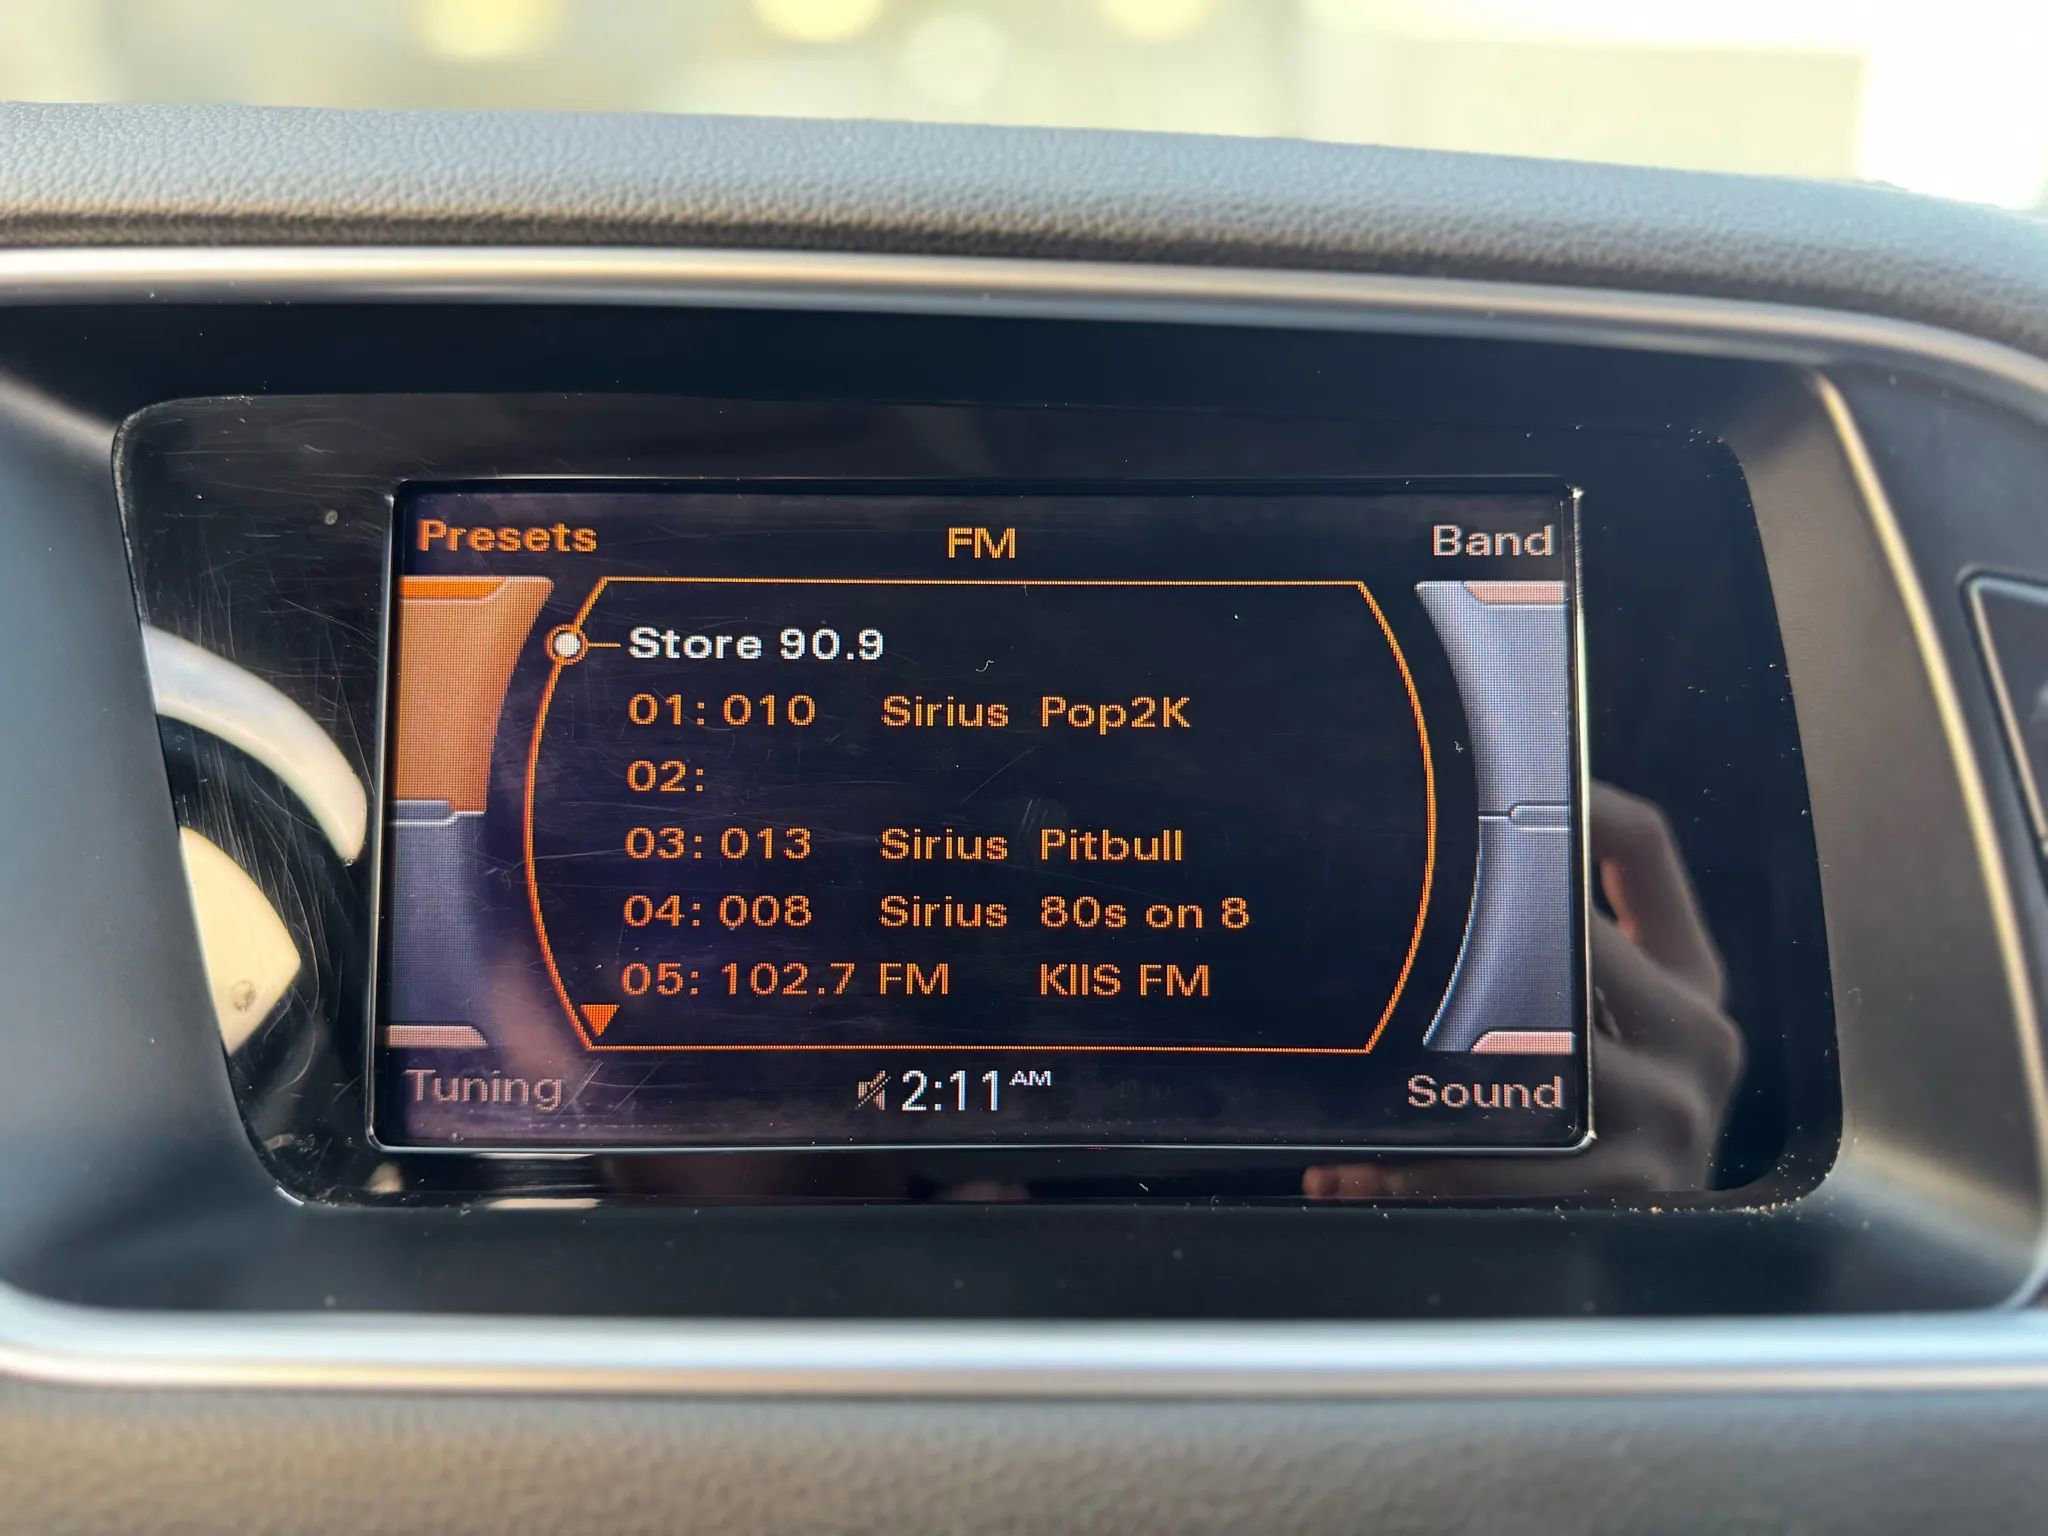 Presets FM Band
Store 90.9
01: 010 Sirius Pop2K
02:
03: 013 Sirius Pitbull
04: 008 Sirius 80s on 8
05: 102.7 FM KIIS FM
Tuning 2:11 AM Sound